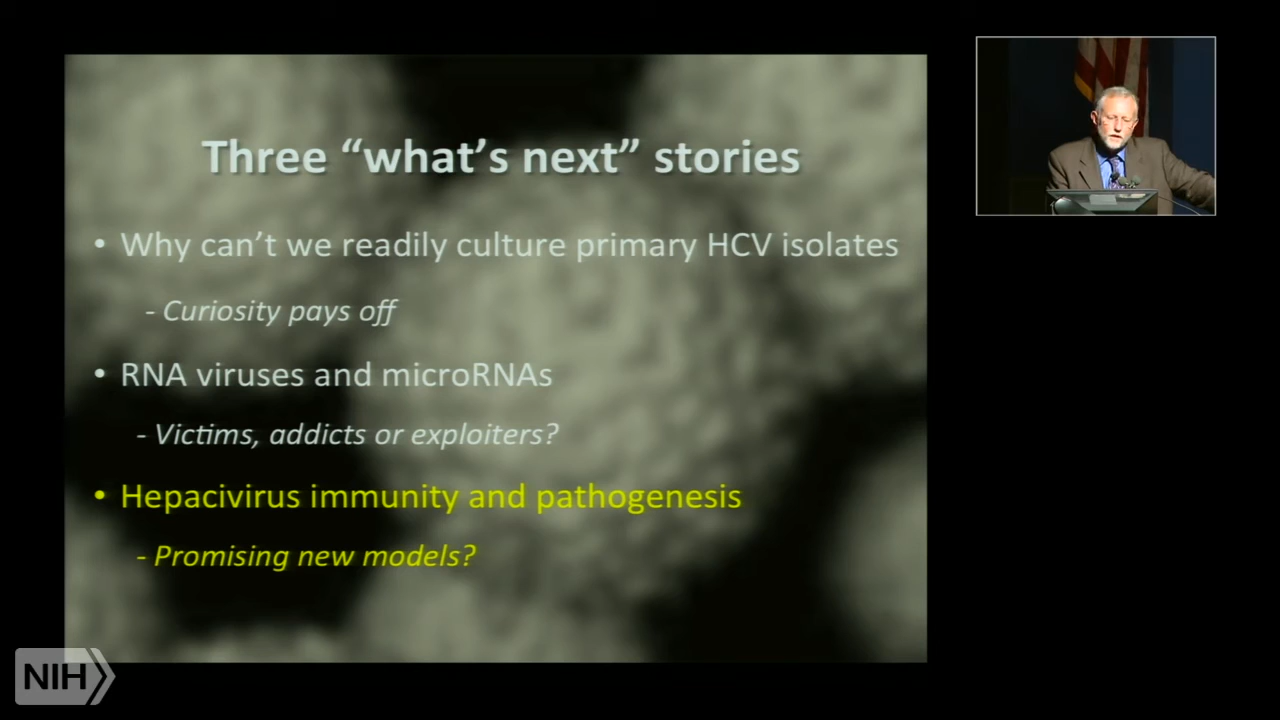 Three “what’s next” stories
• Why can’t we readily culture primary HCV isolates
- Curiosity pays off
• RNA viruses and microRNAs
- Victims, addicts or exploiters?
• Hepacivirus immunity and pathogenesis
- Promising new models?
NIH